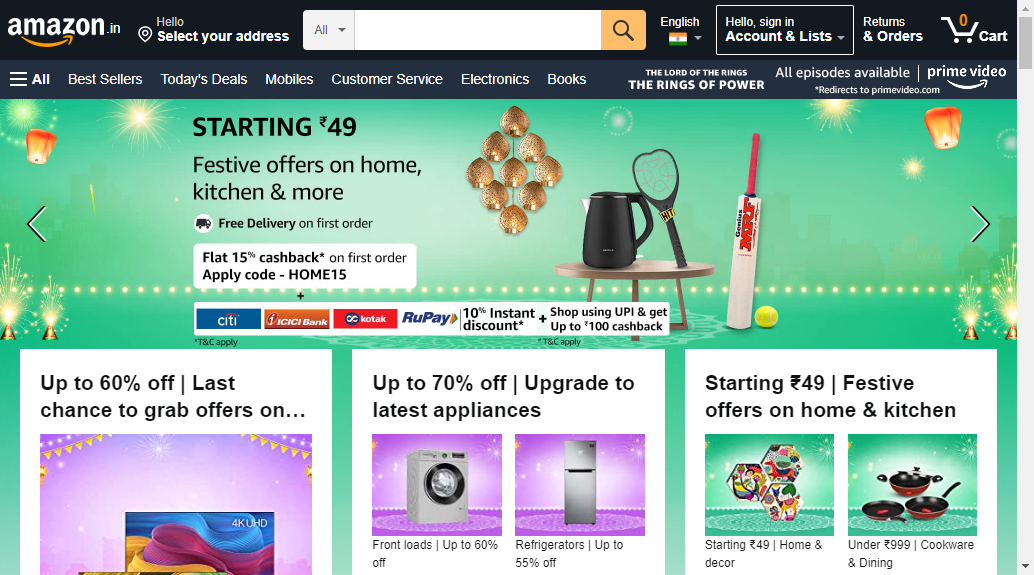 amazon.in
Hello
Select your address
All
English
Hello, sign in
Account & Lists
Returns
& Orders
0
Cart
All
Best Sellers
Today's Deals
Mobiles
Customer Service
Electronics
Books
THE LORD OF THE RINGS
THE RINGS OF POWER
All episodes available
*Redirects to primevideo.com
prime video
STARTING ₹49
Festive offers on home,
kitchen & more
Free Delivery on first order
Flat 15% cashback* on first order
Apply code - HOME15
+
citi
ICICI Bank
kotak
RuPay
10% Instant
discount*
+
Shop using UPI & get
Up to ₹100 cashback
*T&C apply
*T&C apply
HIT
Genius
MRF
Up to 60% off | Last
chance to grab offers on…
4K UHD
Up to 70% off | Upgrade to
latest appliances
Front loads | Up to 60%
off
Refrigerators | Up to
55% off
Starting ₹49 | Festive
offers on home & kitchen
Starting ₹49 | Home &
decor
Under ₹999 | Cookware
& Dining